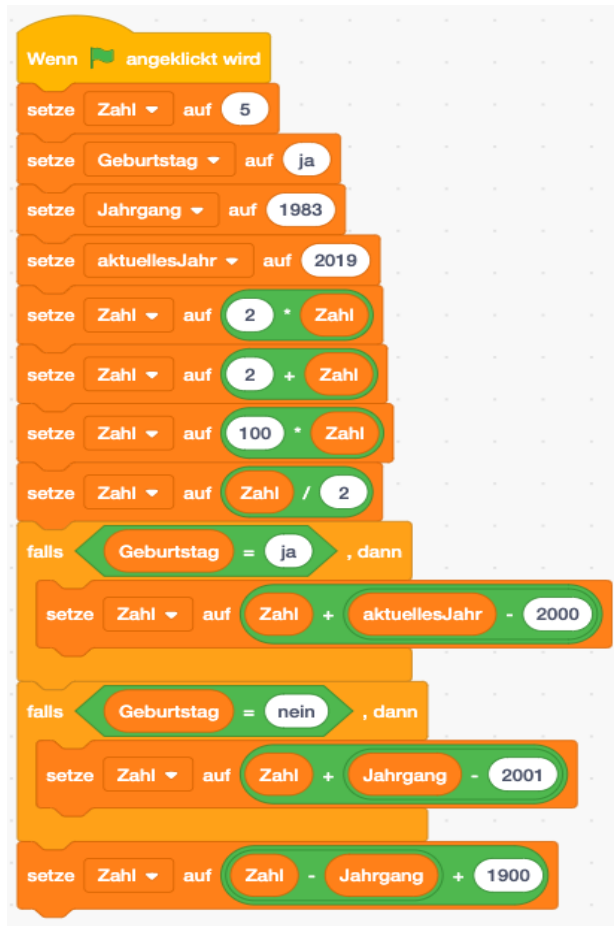 Wenn angeklickt wird
setze Zahl auf 5
setze Geburtstag auf ja
setze Jahrgang auf 1983
setze aktuellesJahr auf 2019
setze Zahl auf 2 * Zahl
setze Zahl auf 2 + Zahl
setze Zahl auf 100 * Zahl
setze Zahl auf Zahl / 2
falls Geburtstag = ja , dann
setze Zahl auf Zahl + aktuellesJahr - 2000
falls Geburtstag = nein , dann
setze Zahl auf Zahl + Jahrgang - 2001
setze Zahl auf Zahl - Jahrgang + 1900